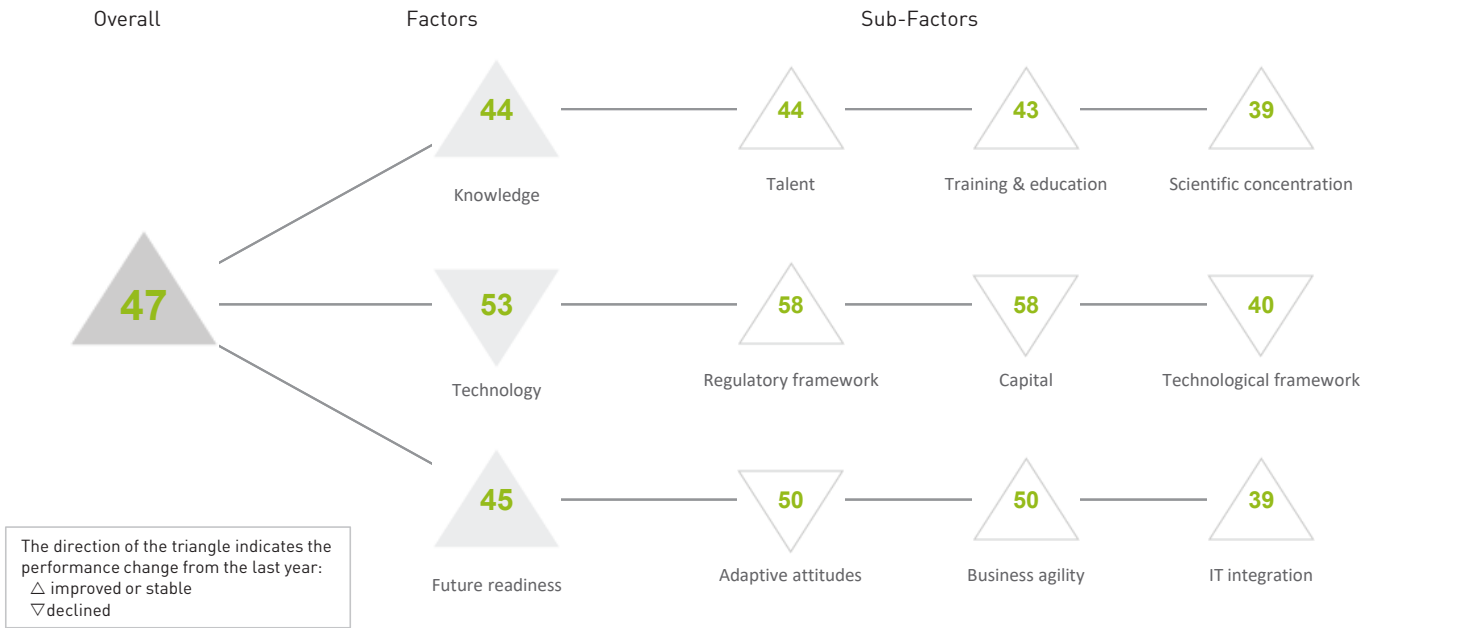 Overall
Factors
Sub-Factors
44
44
43
39
Knowledge
Talent
Training & education
Scientific concentration
47
53
58
58
40
Technology
Regulatory framework
Capital
Technological framework
45
50
50
39
Future readiness
Adaptive attitudes
Business agility
IT integration
The direction of the triangle indicates the
performance change from the last year:
△ improved or stable
▽ declined